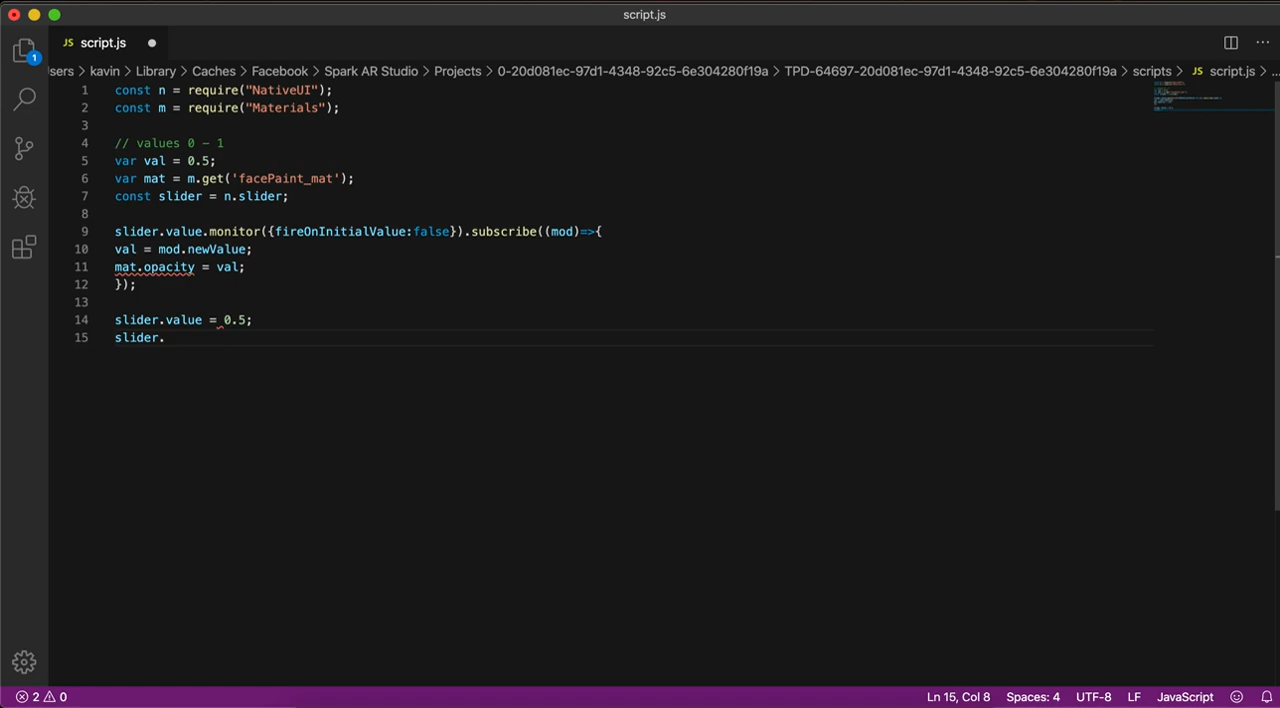 script.js
JS script.js
1
sers > kavin > Library > Caches > Facebook > Spark AR Studio > Projects > 0-20d081ec-97d1-4348-92c5-6e304280f19a > TPD-64697-20d081ec-97d1-4348-92c5-6e304280f19a > scripts > JS script.js > ...
1 const n = require("NativeUI");
2 const m = require("Materials");
3
4 // values 0 - 1
5 var val = 0.5;
6 var mat = m.get('facePaint_mat');
7 const slider = n.slider;
8
9 slider.value.monitor({fireOnInitialValue:false}).subscribe((mod)=>{
10 val = mod.newValue;
11 mat.opacity = val;
12 });
13
14 slider.value = 0.5;
15 slider.
2 0 Ln 15, Col 8 Spaces: 4 UTF-8 LF JavaScript